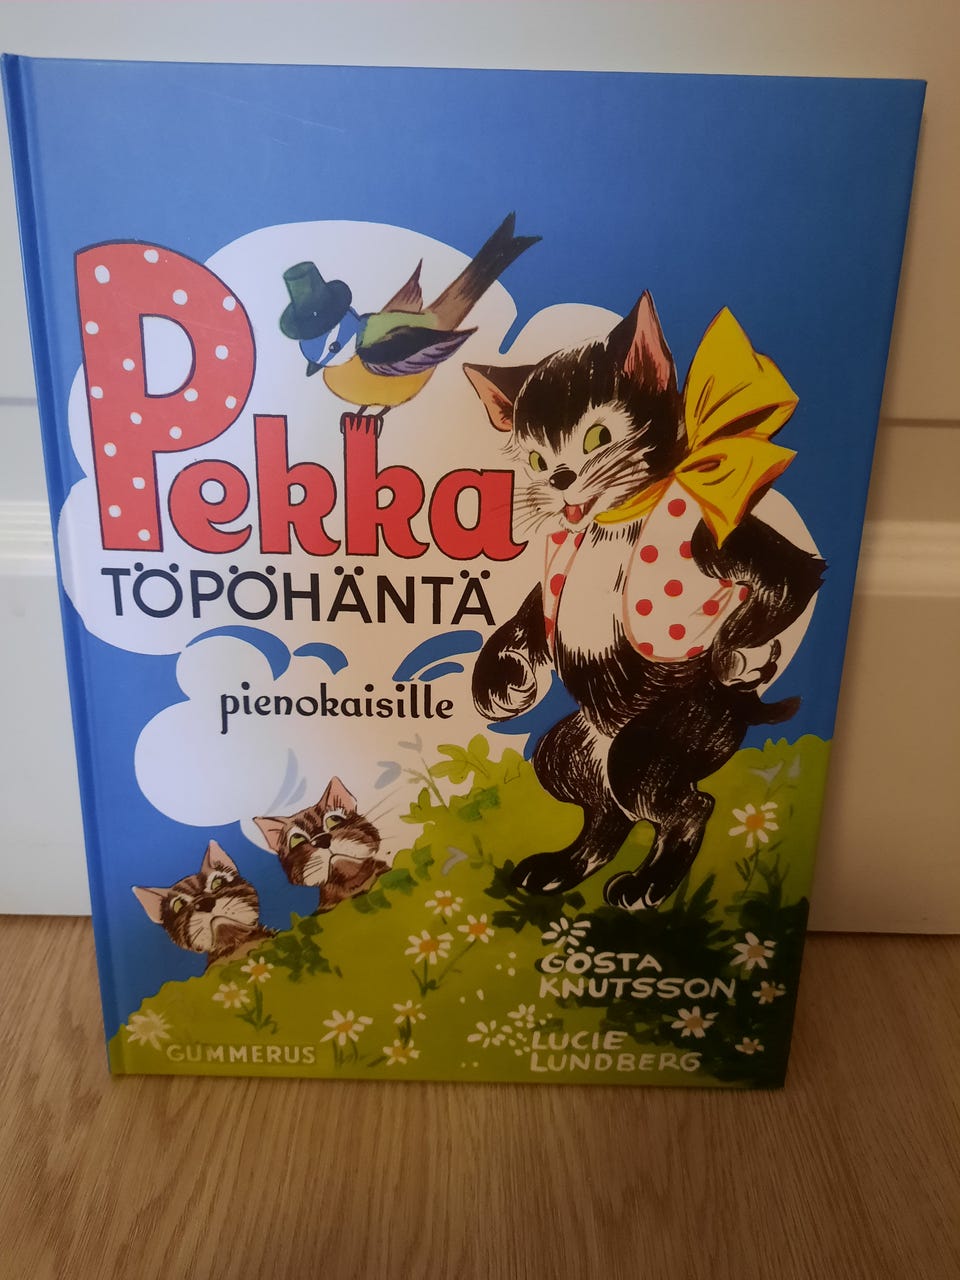 Pekka
TÖPÖHÄNTÄ
pienokaisille
GÖSTA
KNUTSSON
LUCIE
LUNDBERG
GUMMERUS